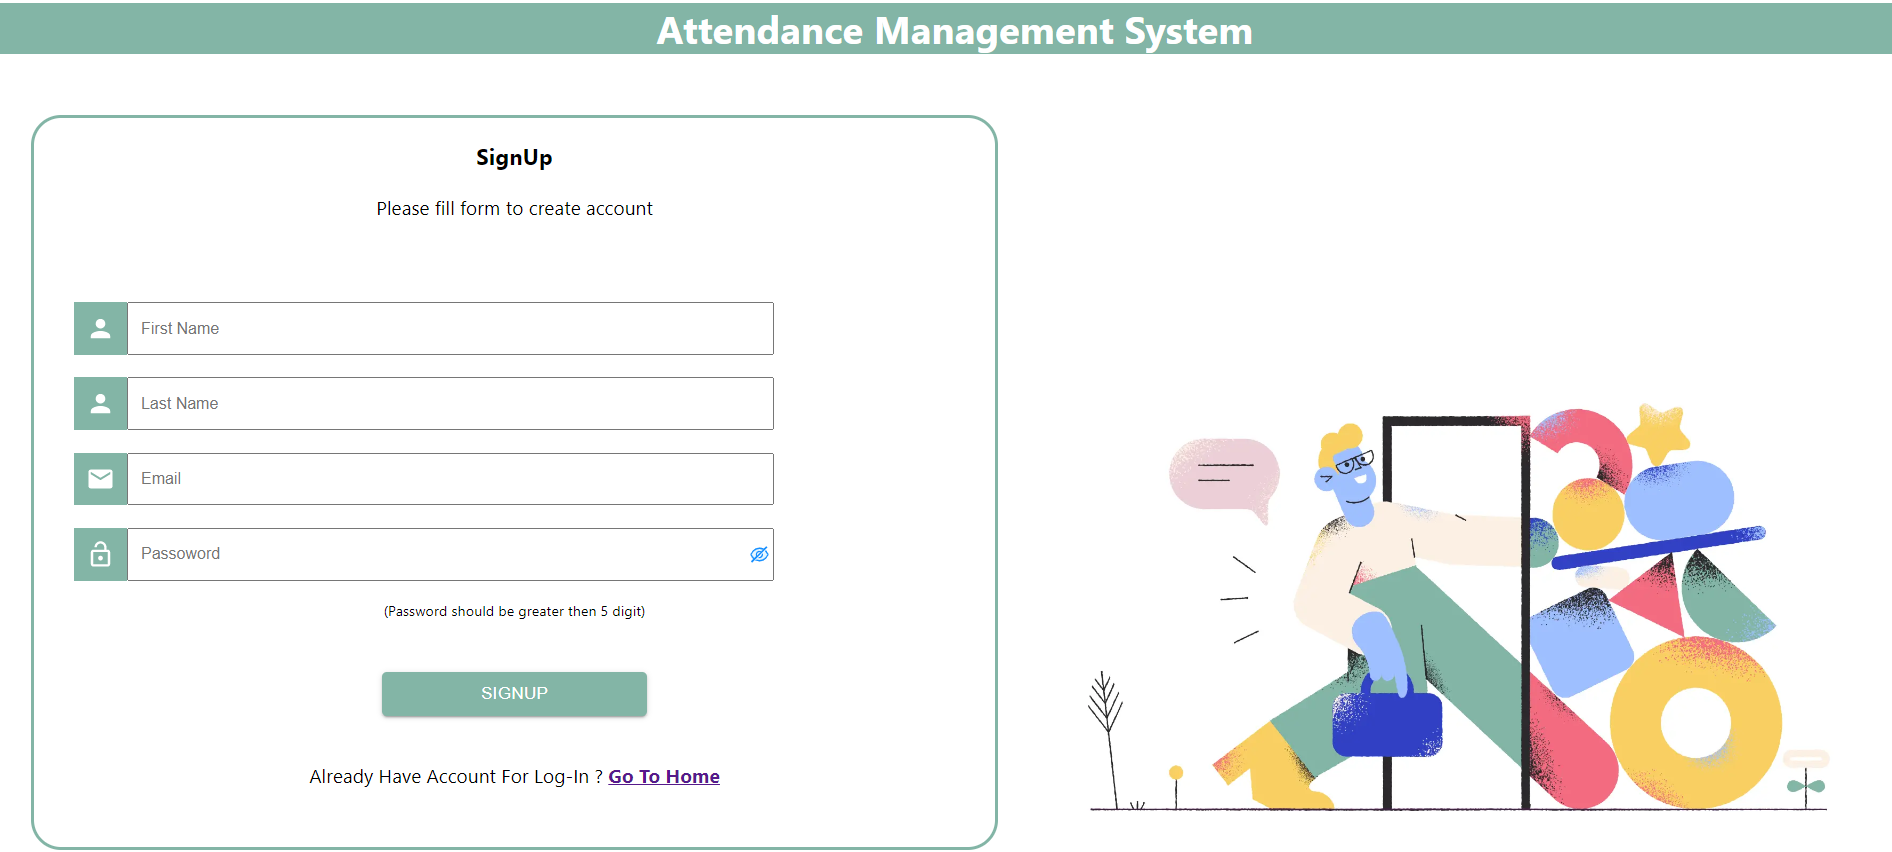 Attendance Management System
SignUp
Please fill form to create account
First Name
Last Name
Email
Passoword
(Password should be greater then 5 digit)
SIGNUP
Already Have Account For Log-In ? Go To Home